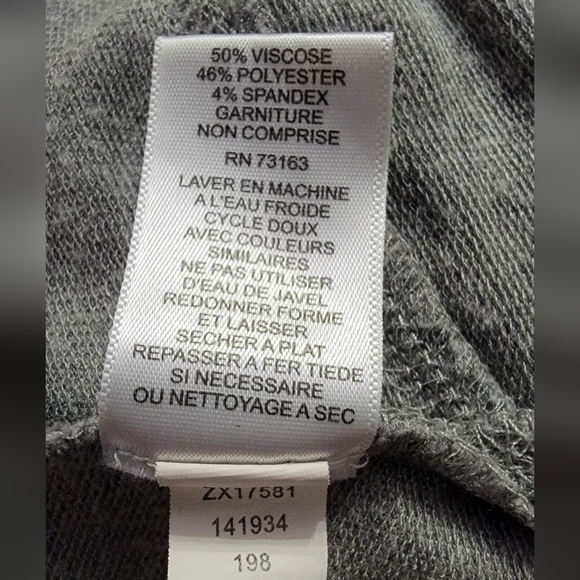 50% VISCOSE
46% POLYESTER
4% SPANDEX
GARNITURE
NON COMPRISE
RN 73163
LAVER EN MACHINE
A L'EAU FROIDE
CYCLE DOUX
AVEC COULEURS
SIMILAIRES
NE PAS UTILISER
D'EAU DE JAVEL
REDONNER FORME
ET LAISSER
SECHER A PLAT
REPASSER A FER TIEDE
SI NECESSAIRE
OU NETTOYAGE A SEC
ZX17581
141934
198